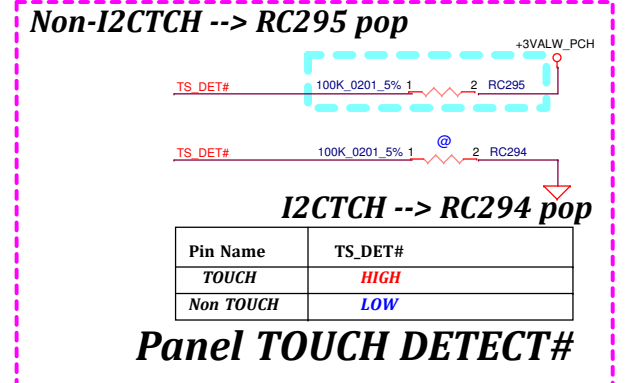 Non-I2CTCH --> RC295 pop
+3VALW_PCH
TS_DET# 100K_0201_5% 1 2 RC295
@
TS_DET# 100K_0201_5% 1 2 RC294
I2CTCH --> RC294 pop
Pin Name TS_DET#
TOUCH HIGH
Non TOUCH LOW
Panel TOUCH DETECT#